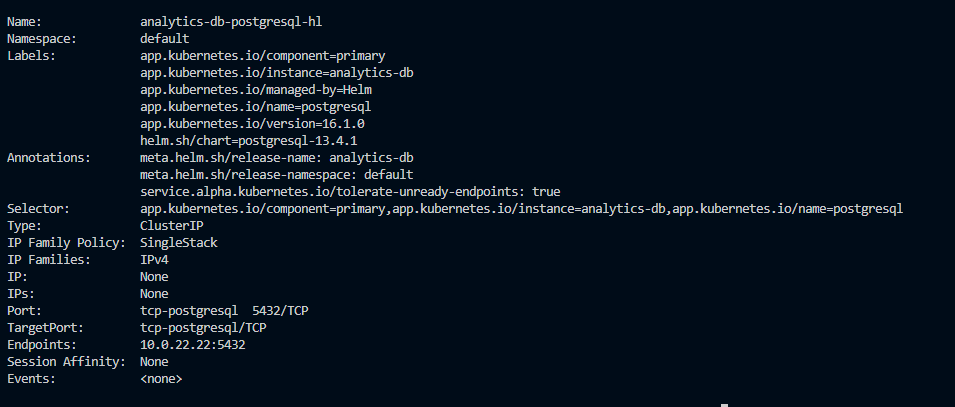 Name: analytics-db-postgresql-hl
Namespace: default
Labels: app.kubernetes.io/component=primary
app.kubernetes.io/instance=analytics-db
app.kubernetes.io/managed-by=Helm
app.kubernetes.io/name=postgresql
app.kubernetes.io/version=16.1.0
helm.sh/chart=postgresql-13.4.1
Annotations: meta.helm.sh/release-name: analytics-db
meta.helm.sh/release-namespace: default
service.alpha.kubernetes.io/tolerate-unready-endpoints: true
Selector: app.kubernetes.io/component=primary,app.kubernetes.io/instance=analytics-db,app.kubernetes.io/name=postgresql
Type: ClusterIP
IP Family Policy: SingleStack
IP Families: IPv4
IP: None
IPs: None
Port: tcp-postgresql 5432/TCP
TargetPort: tcp-postgresql/TCP
Endpoints: 10.0.22.22:5432
Session Affinity: None
Events: <none>